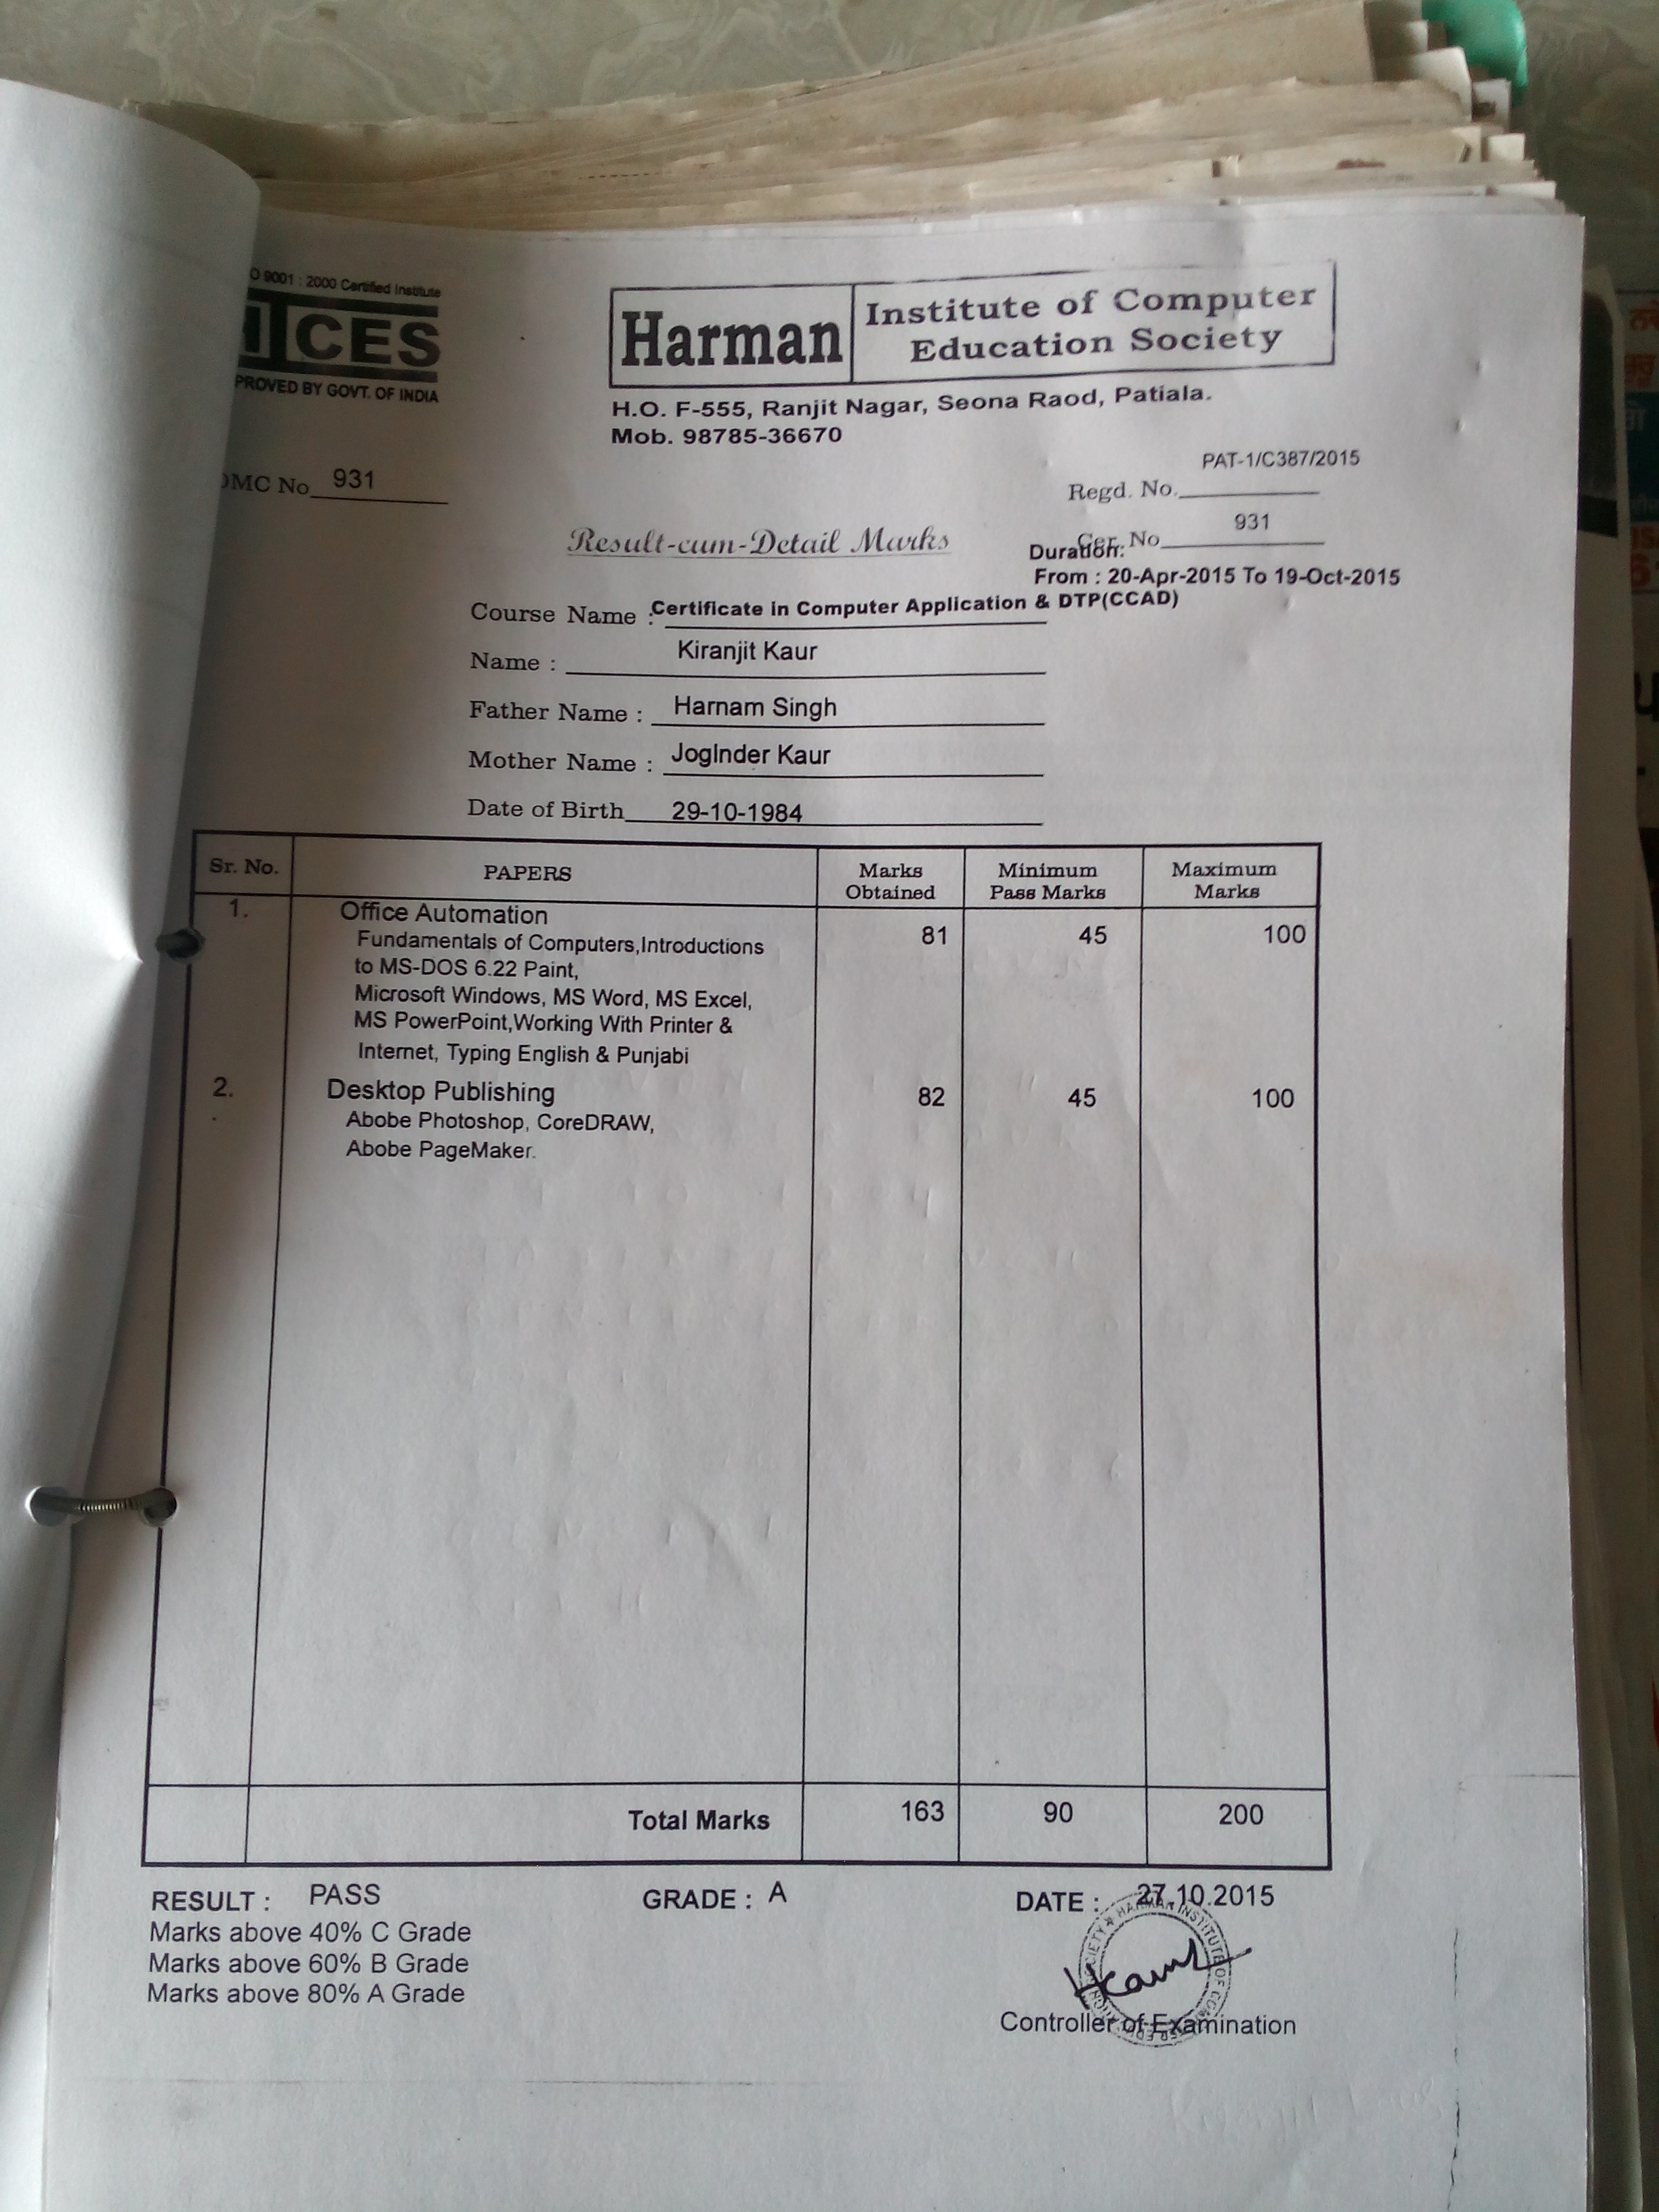 O 9001 : 2000 Certified Institute
CES
PROVED BY GOVT. OF INDIA
Harman
Institute of Computer
Education Society
H.O. F-555, Ranjit Nagar, Seona Raod, Patiala.
Mob. 98785-36670
DMC No 931
PAT-1/C387/2015
Regd. No.
Result-cum-Detail Marks
931
Cer. No
Duration:
From : 20-Apr-2015 To 19-Oct-2015
Course Name : Certificate in Computer Application & DTP(CCAD)
Name : Kiranjit Kaur
Father Name : Harnam Singh
Mother Name : JogInder Kaur
Date of Birth 29-10-1984
Sr. No. PAPERS Marks Obtained Minimum Pass Marks Maximum Marks
1. Office Automation 81 45 100
Fundamentals of Computers,Introductions
to MS-DOS 6.22 Paint,
Microsoft Windows, MS Word, MS Excel,
MS PowerPoint,Working With Printer &
Internet, Typing English & Punjabi
2. Desktop Publishing 82 45 100
Abobe Photoshop, CoreDRAW,
Abobe PageMaker.
Total Marks 163 90 200
RESULT : PASS GRADE : A DATE : 27.10.2015
Marks above 40% C Grade
Marks above 60% B Grade
Marks above 80% A Grade
HKaur
Controller of Examination